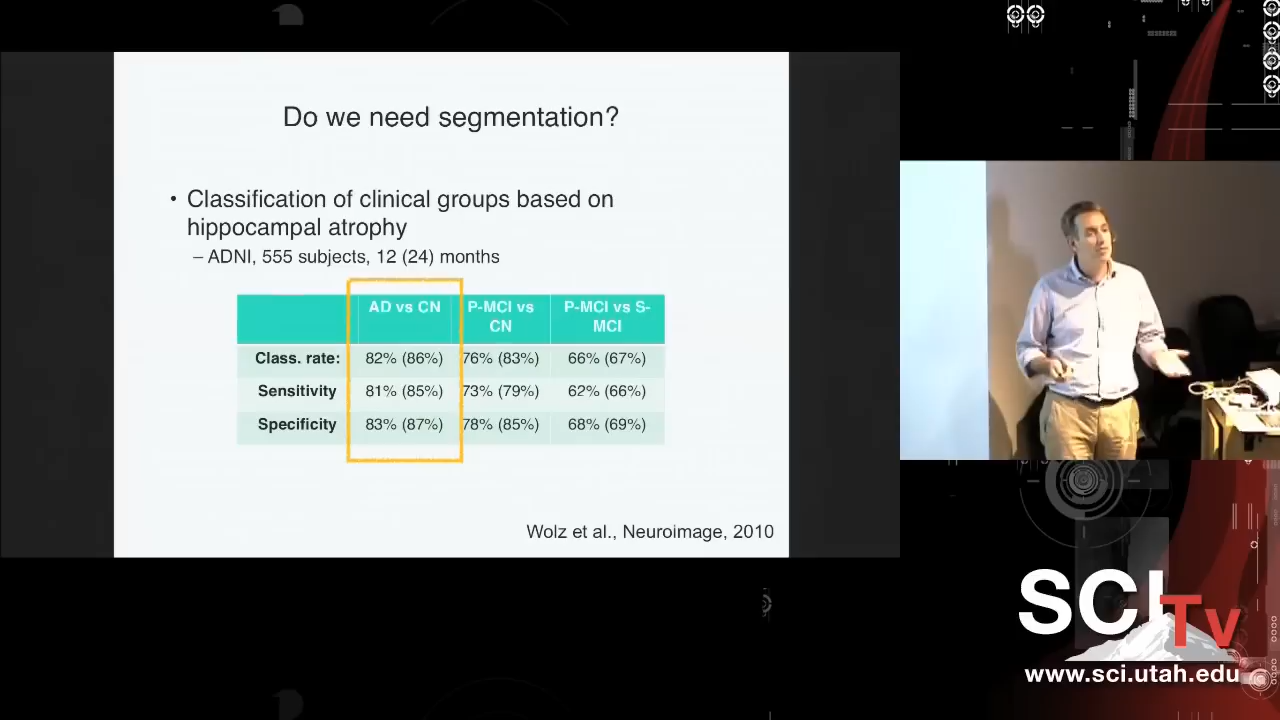 Do we need segmentation?
• Classification of clinical groups based on
hippocampal atrophy
– ADNI, 555 subjects, 12 (24) months
AD vs CN P-MCI vs CN P-MCI vs S-MCI
Class. rate: 82% (86%) 76% (83%) 66% (67%)
Sensitivity 81% (85%) 73% (79%) 62% (66%)
Specificity 83% (87%) 78% (85%) 68% (69%)
Wolz et al., Neuroimage, 2010
SCI
Tv
www.sci.utah.edu